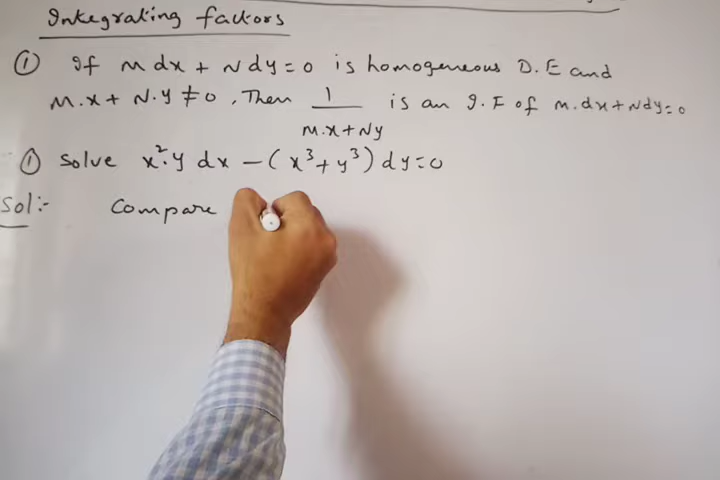 Integrating factors
① If M dx + N dy = 0 is homogeneous D.E and
M.x + N.y ≠ 0, Then 1/(M.x + Ny) is an I.F of M.dx + Ndy = 0
① Solve x².y dx - (x³ + y³) dy = 0
Sol:- Compare